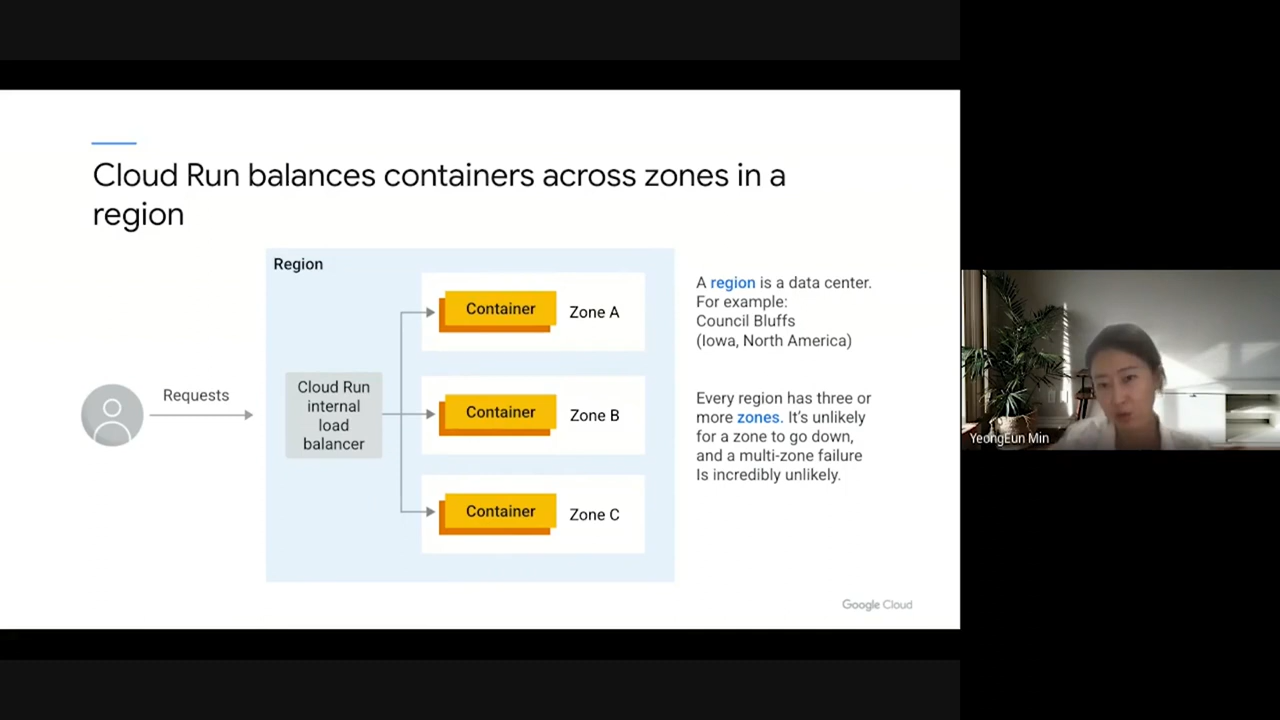 Cloud Run balances containers across zones in a
region
Region
Requests
Cloud Run
internal
load
balancer
Container
Zone A
Container
Zone B
Container
Zone C
A region is a data center.
For example:
Council Bluffs
(Iowa, North America)
Every region has three or
more zones. It's unlikely
for a zone to go down,
and a multi-zone failure
Is incredibly unlikely.
Google Cloud
YeongEun Min